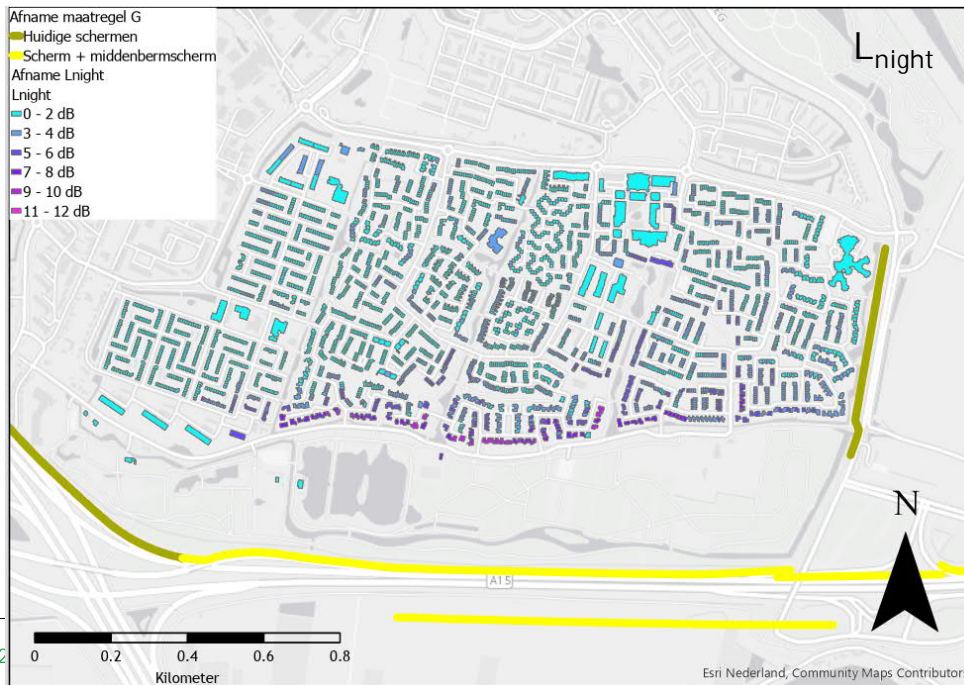 Afname maatregel G
Huidige schermen
Scherm + middenbermscherm
Afname Lnight
Lnight
0 - 2 dB
3 - 4 dB
5 - 6 dB
7 - 8 dB
9 - 10 dB
11 - 12 dB
Lnight
A15
N
0 0.2 0.4 0.6 0.8
Kilometer
2
Esri Nederland, Community Maps Contributors